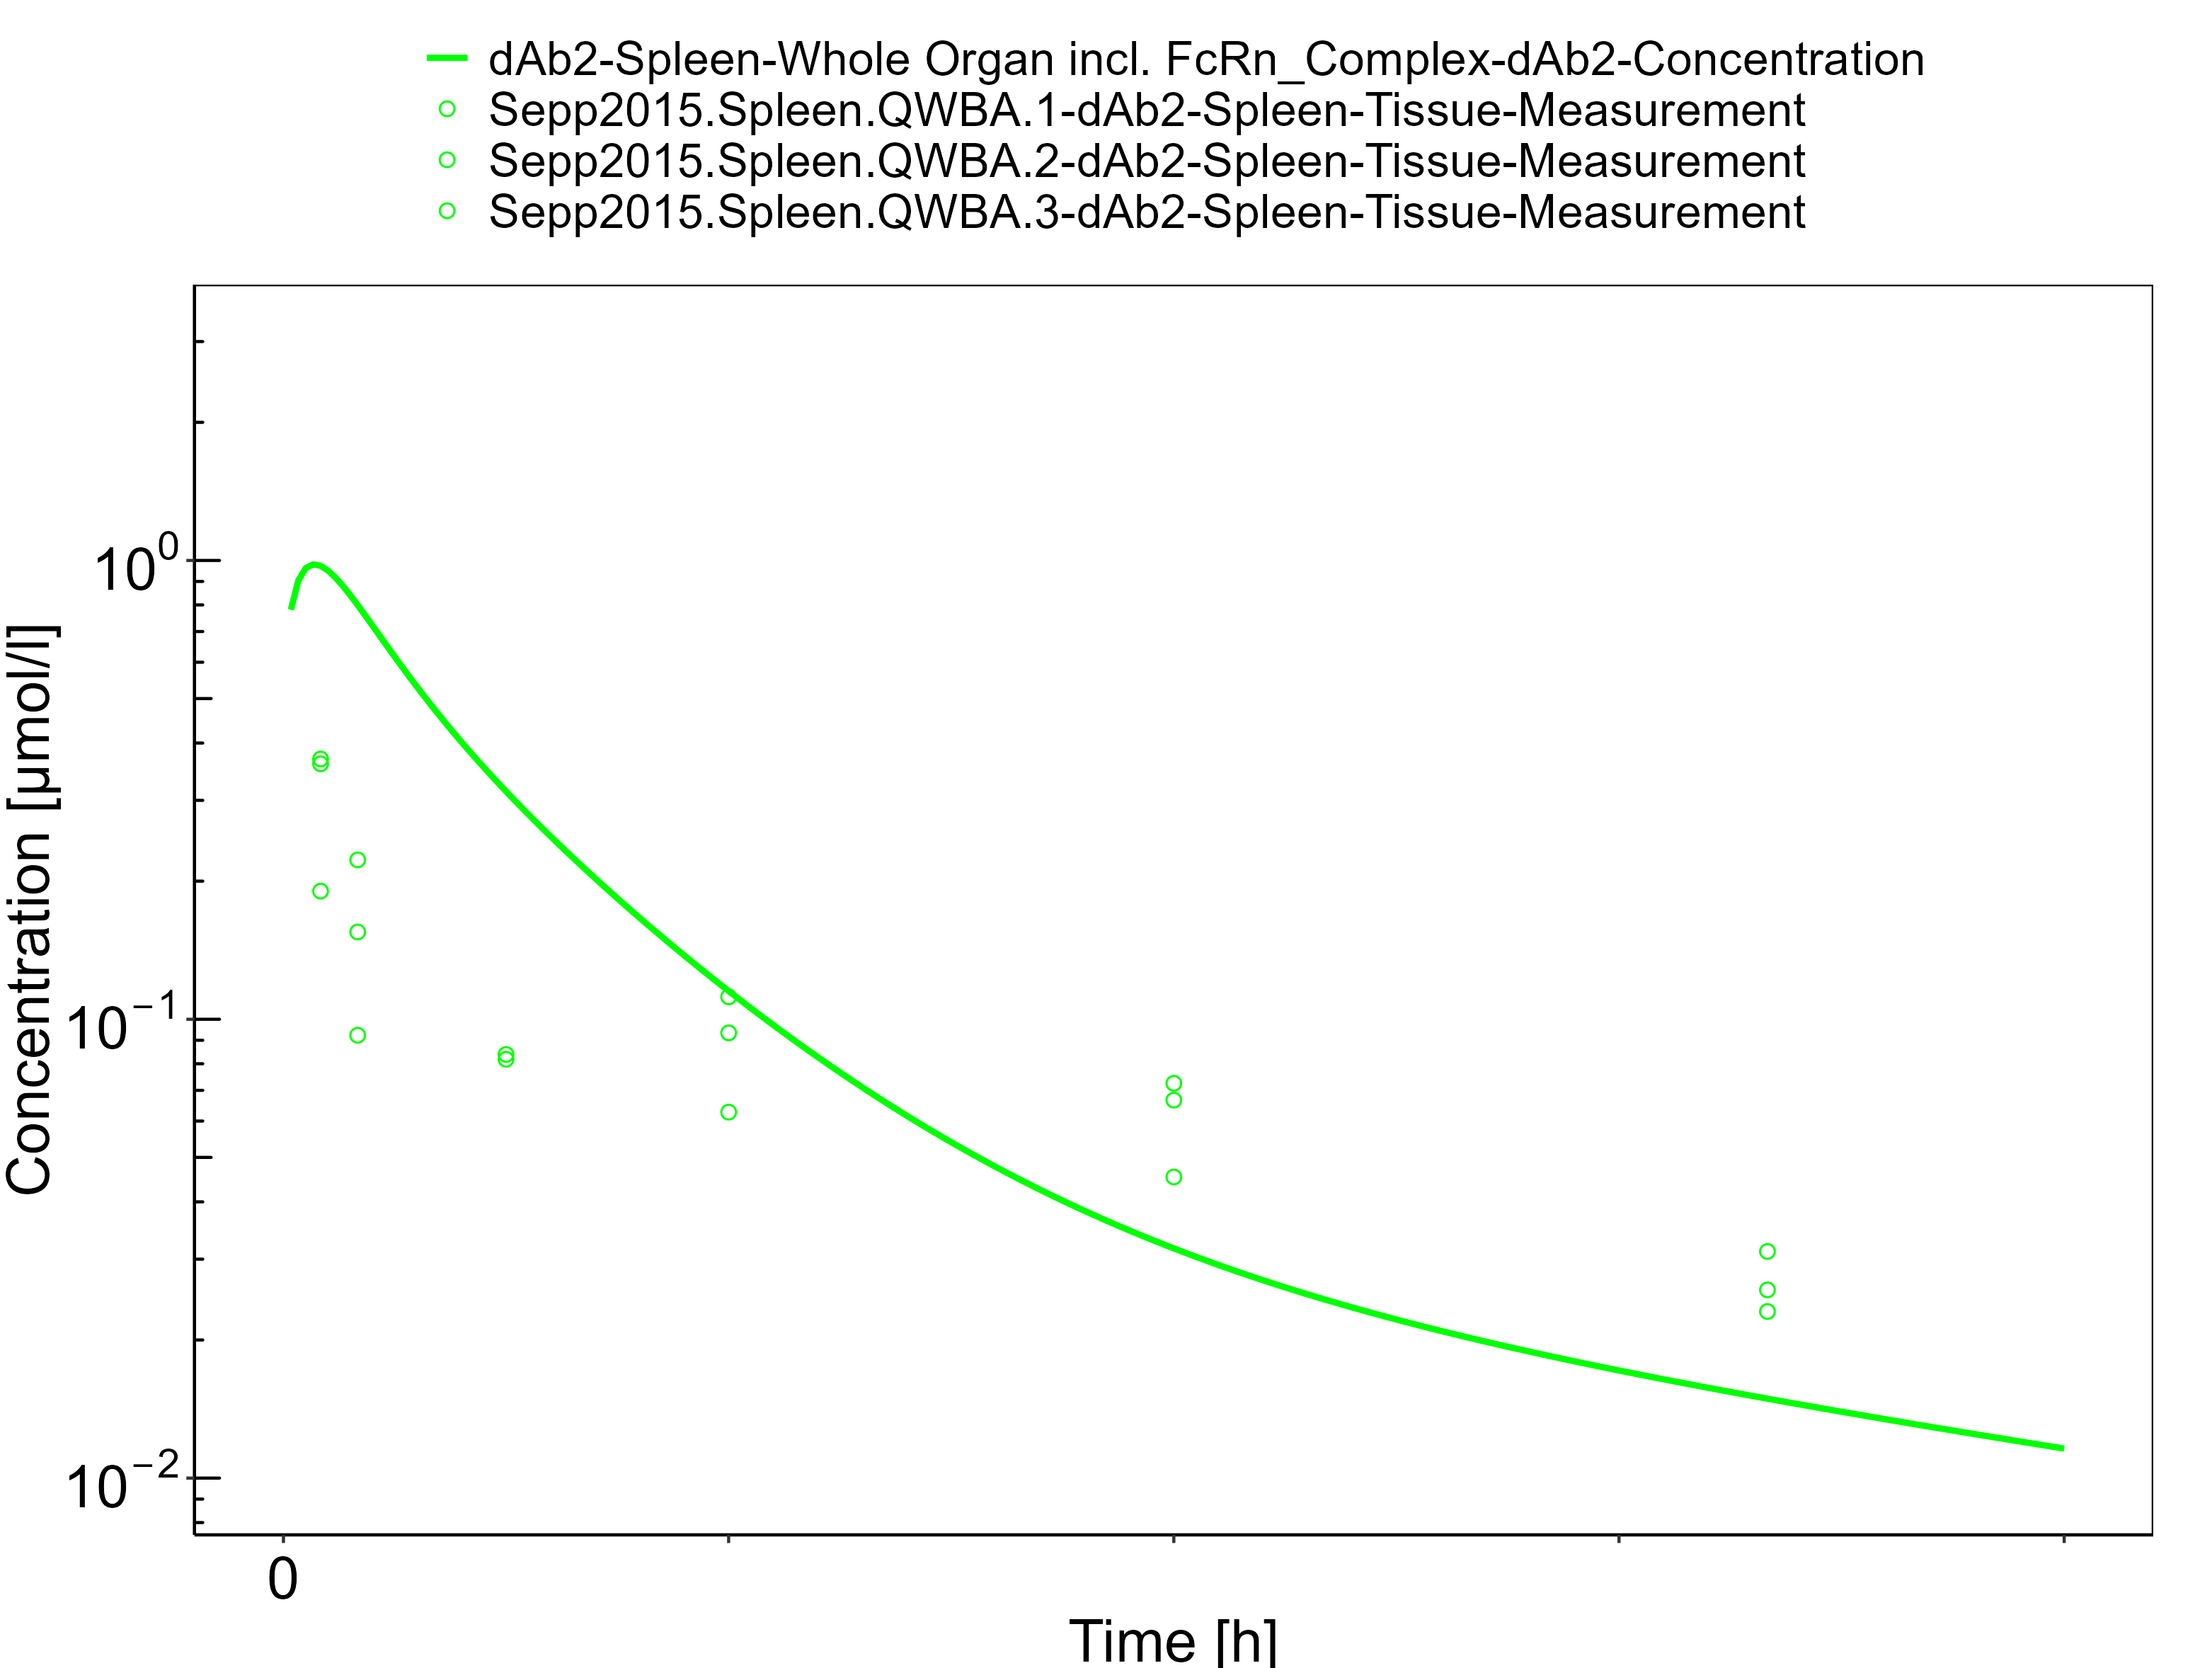 dAb2-Spleen-Whole Organ incl. FcRn_Complex-dAb2-Concentration
Sepp2015.Spleen.QWBA.1-dAb2-Spleen-Tissue-Measurement
Sepp2015.Spleen.QWBA.2-dAb2-Spleen-Tissue-Measurement
Sepp2015.Spleen.QWBA.3-dAb2-Spleen-Tissue-Measurement
10⁰
10⁻¹
10⁻²
Concentration [µmol/l]
0
Time [h]